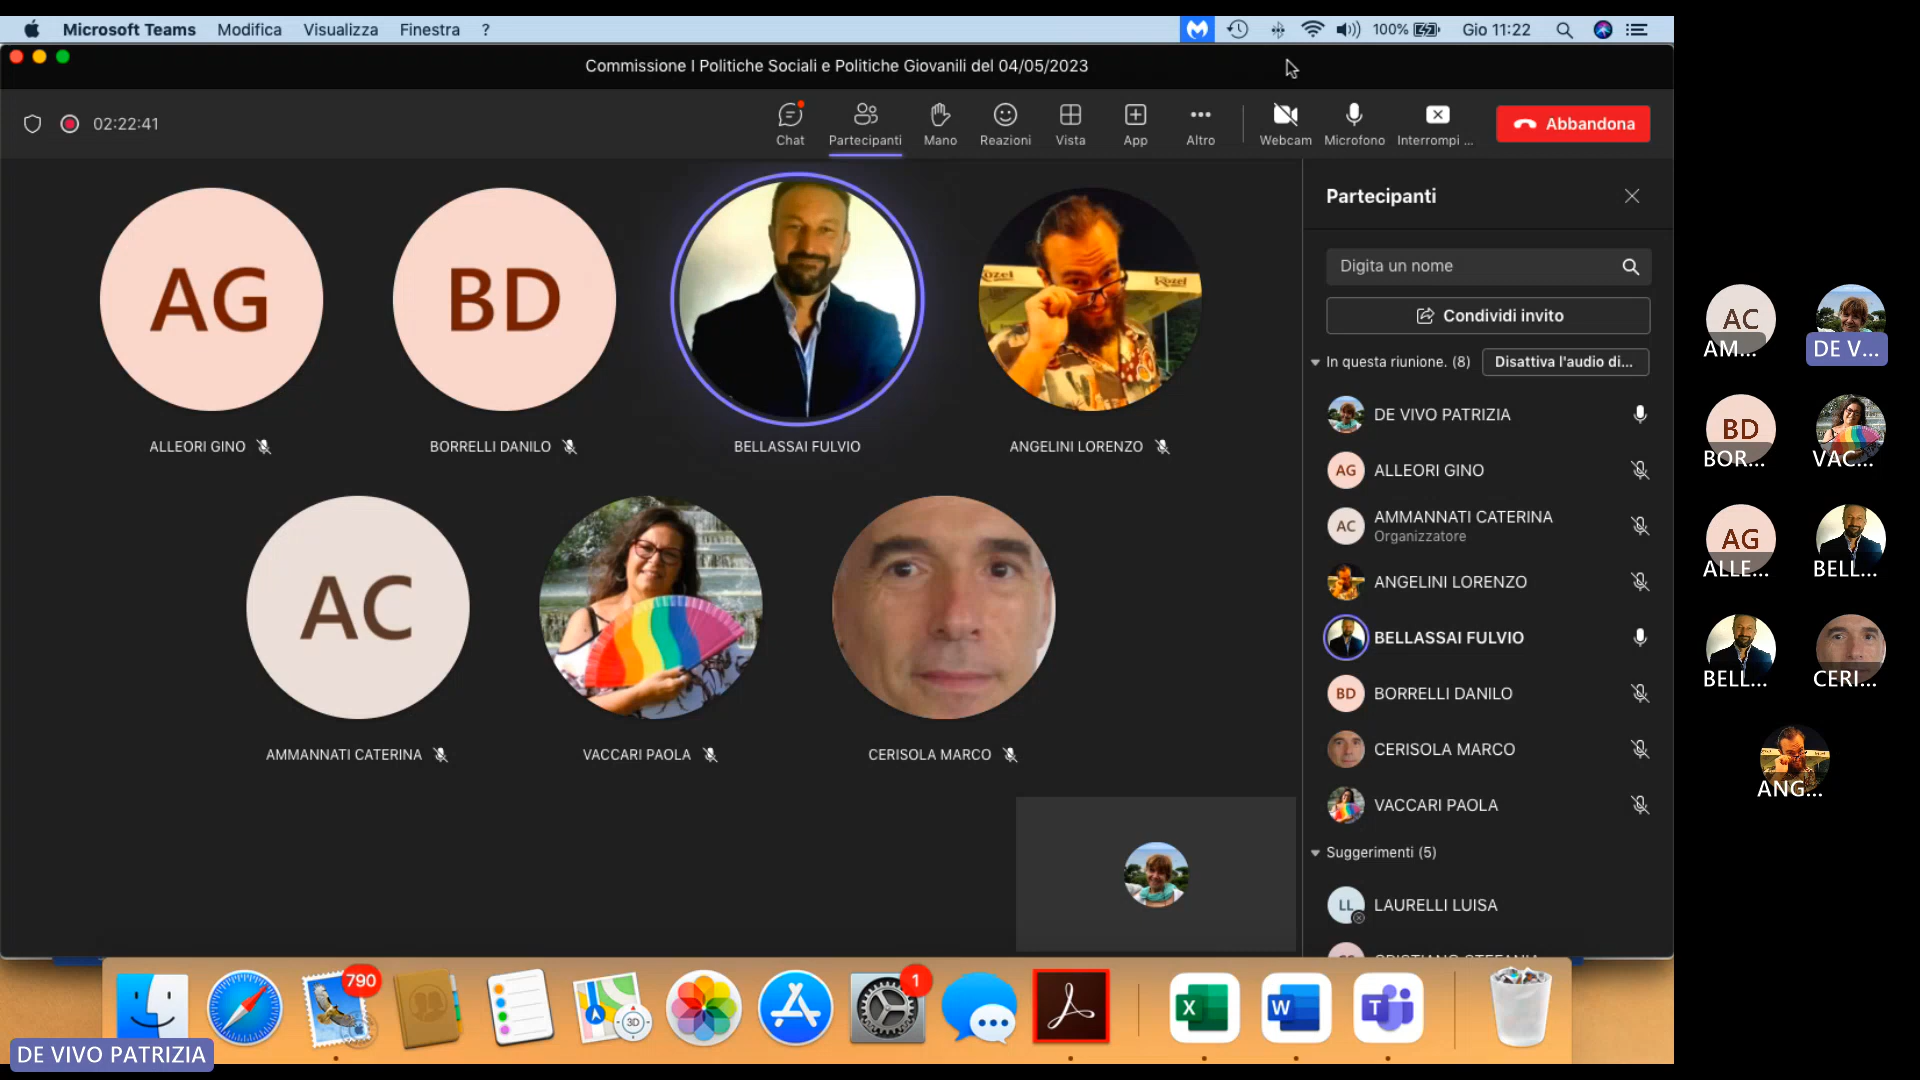 Microsoft Teams Modifica Visualizza Finestra ?
100% Gio 11:22
Commissione I Politiche Sociali e Politiche Giovanili del 04/05/2023
02:22:41
Chat Partecipanti Mano Reazioni Vista App Altro Webcam Microfono Interrompi ...
Abbandona
AG
BD
Kozel
Kozel
ALLEORI GINO
BORRELLI DANILO
BELLASSAI FULVIO
ANGELINI LORENZO
AC
AMMANNATI CATERINA
VACCARI PAOLA
CERISOLA MARCO
Partecipanti
Digita un nome
Condividi invito
In questa riunione. (8) Disattiva l'audio di...
DE VIVO PATRIZIA
AG ALLEORI GINO
AC AMMANNATI CATERINA
Organizzatore
ANGELINI LORENZO
BELLASSAI FULVIO
BD BORRELLI DANILO
CERISOLA MARCO
VACCARI PAOLA
Suggerimenti (5)
LL LAURELLI LUISA
AC
AM...
DE V...
BD
BOR...
VAC...
AG
ALLE...
BELL...
BELL...
CERI...
ANG...
790
3D
1
X
W
T
DE VIVO PATRIZIA